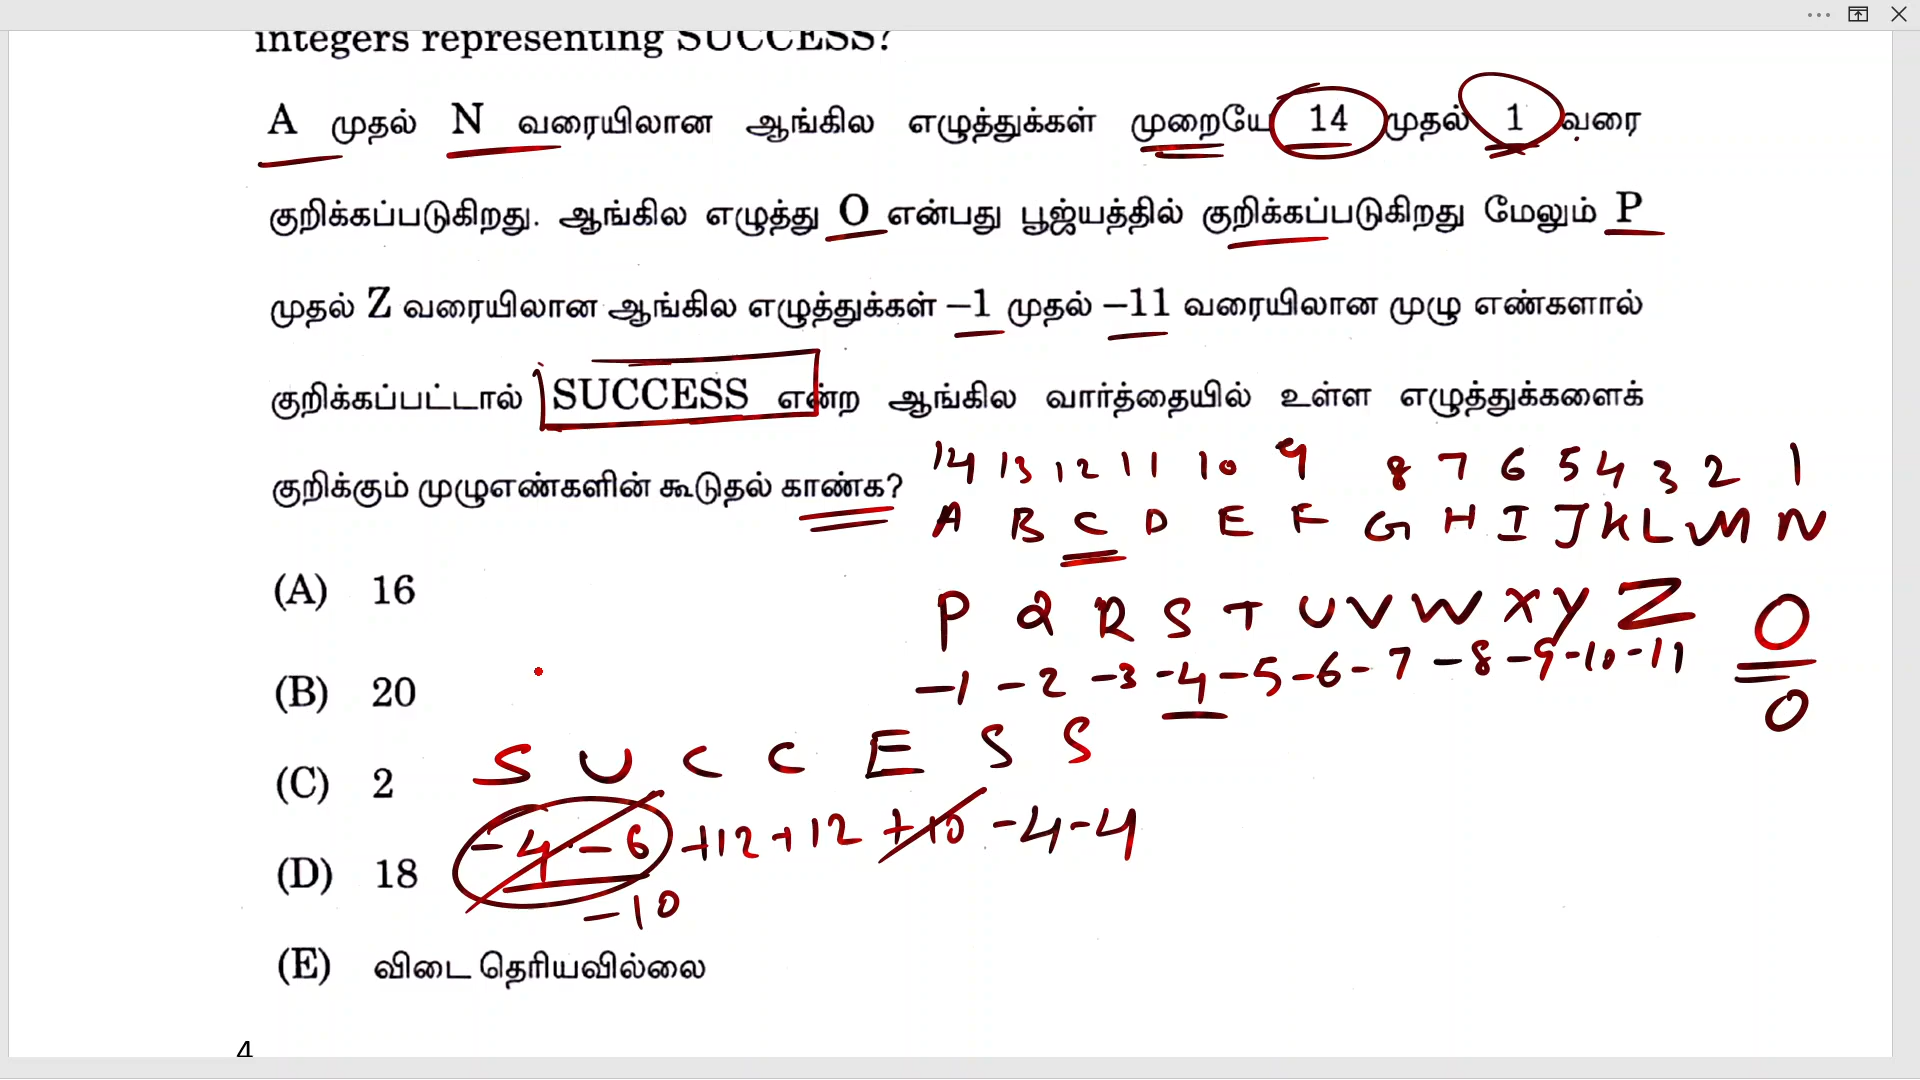 integers representing SUCCESS?
A முதல் N வரையிலான ஆங்கில எழுத்துக்கள் முறையே 14 முதல் 1 வரை
குறிக்கப்படுகிறது. ஆங்கில எழுத்து O என்பது பூஜ்யத்தில் குறிக்கப்படுகிறது மேலும் P
முதல் Z வரையிலான ஆங்கில எழுத்துக்கள் –1 முதல் –11 வரையிலான முழு எண்களால்
குறிக்கப்பட்டால் SUCCESS என்ற ஆங்கில வார்த்தையில் உள்ள எழுத்துக்களைக்
குறிக்கும் முழுஎண்களின் கூடுதல் காண்க?
14 13 12 11 10 9 8 7 6 5 4 3 2 1
A B C D E F G H I J K L M N
(A) 16
P Q R S T U V W X Y Z O
-1 -2 -3 -4 -5 -6 -7 -8 -9 -10 -11 0
(B) 20
S U C C E S S
(C) 2
-4 -6 +12 +12 +10 -4 -4
(D) 18
-10
(E) விடை தெரியவில்லை
4